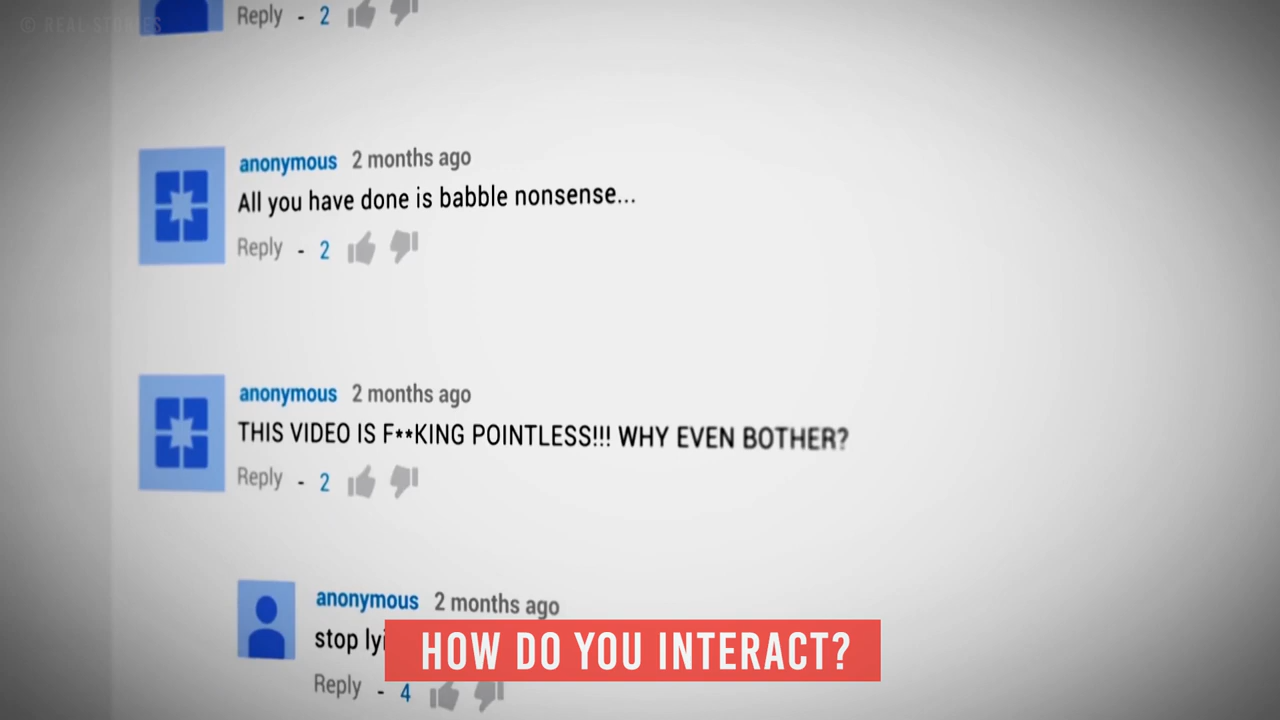 © REAL STORIES
Reply - 2
anonymous 2 months ago
All you have done is babble nonsense...
Reply - 2
anonymous 2 months ago
THIS VIDEO IS F**KING POINTLESS!!! WHY EVEN BOTHER?
Reply - 2
anonymous 2 months ago
stop
HOW DO YOU INTERACT?
Reply - 4